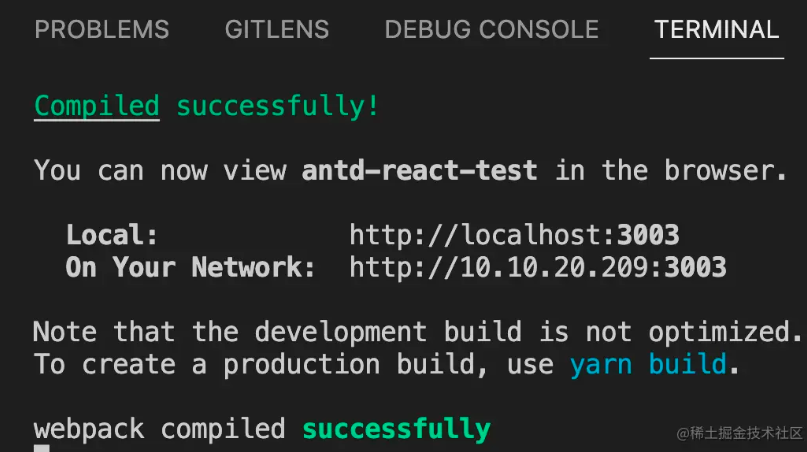 PROBLEMS GITLENS DEBUG CONSOLE TERMINAL
Compiled successfully!
You can now view antd-react-test in the browser.
Local: http://localhost:3003
On Your Network: http://10.10.20.209:3003
Note that the development build is not optimized.
To create a production build, use yarn build.
webpack compiled successfully
@稀土掘金技术社区